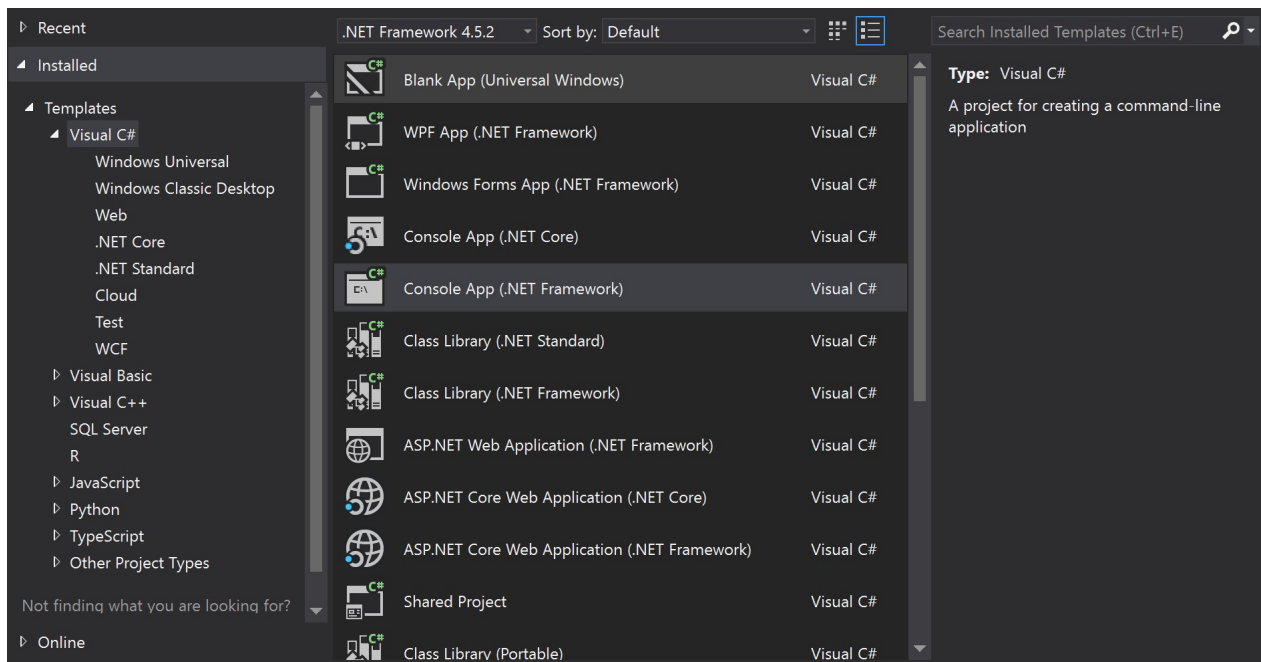 Recent
Installed
Templates
Visual C#
Windows Universal
Windows Classic Desktop
Web
.NET Core
.NET Standard
Cloud
Test
WCF
Visual Basic
Visual C++
SQL Server
R
JavaScript
Python
TypeScript
Other Project Types
Not finding what you are looking for?
Online
.NET Framework 4.5.2 Sort by: Default
C# Blank App (Universal Windows) Visual C#
C# WPF App (.NET Framework) Visual C#
C# Windows Forms App (.NET Framework) Visual C#
C:\ Console App (.NET Core) Visual C#
C# C:\ Console App (.NET Framework) Visual C#
C# Class Library (.NET Standard) Visual C#
C# Class Library (.NET Framework) Visual C#
ASP.NET Web Application (.NET Framework) Visual C#
ASP.NET Core Web Application (.NET Core) Visual C#
ASP.NET Core Web Application (.NET Framework) Visual C#
C# Shared Project Visual C#
C# Class Library (Portable) Visual C#
Search Installed Templates (Ctrl+E)
Type: Visual C#
A project for creating a command-line
application